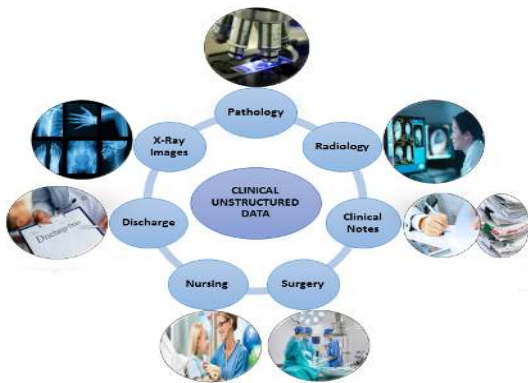 Pathology
X-Ray
Images
Radiology
CLINICAL
UNSTRUCTURED
DATA
Discharge
Clinical
Notes
Nursing
Surgery